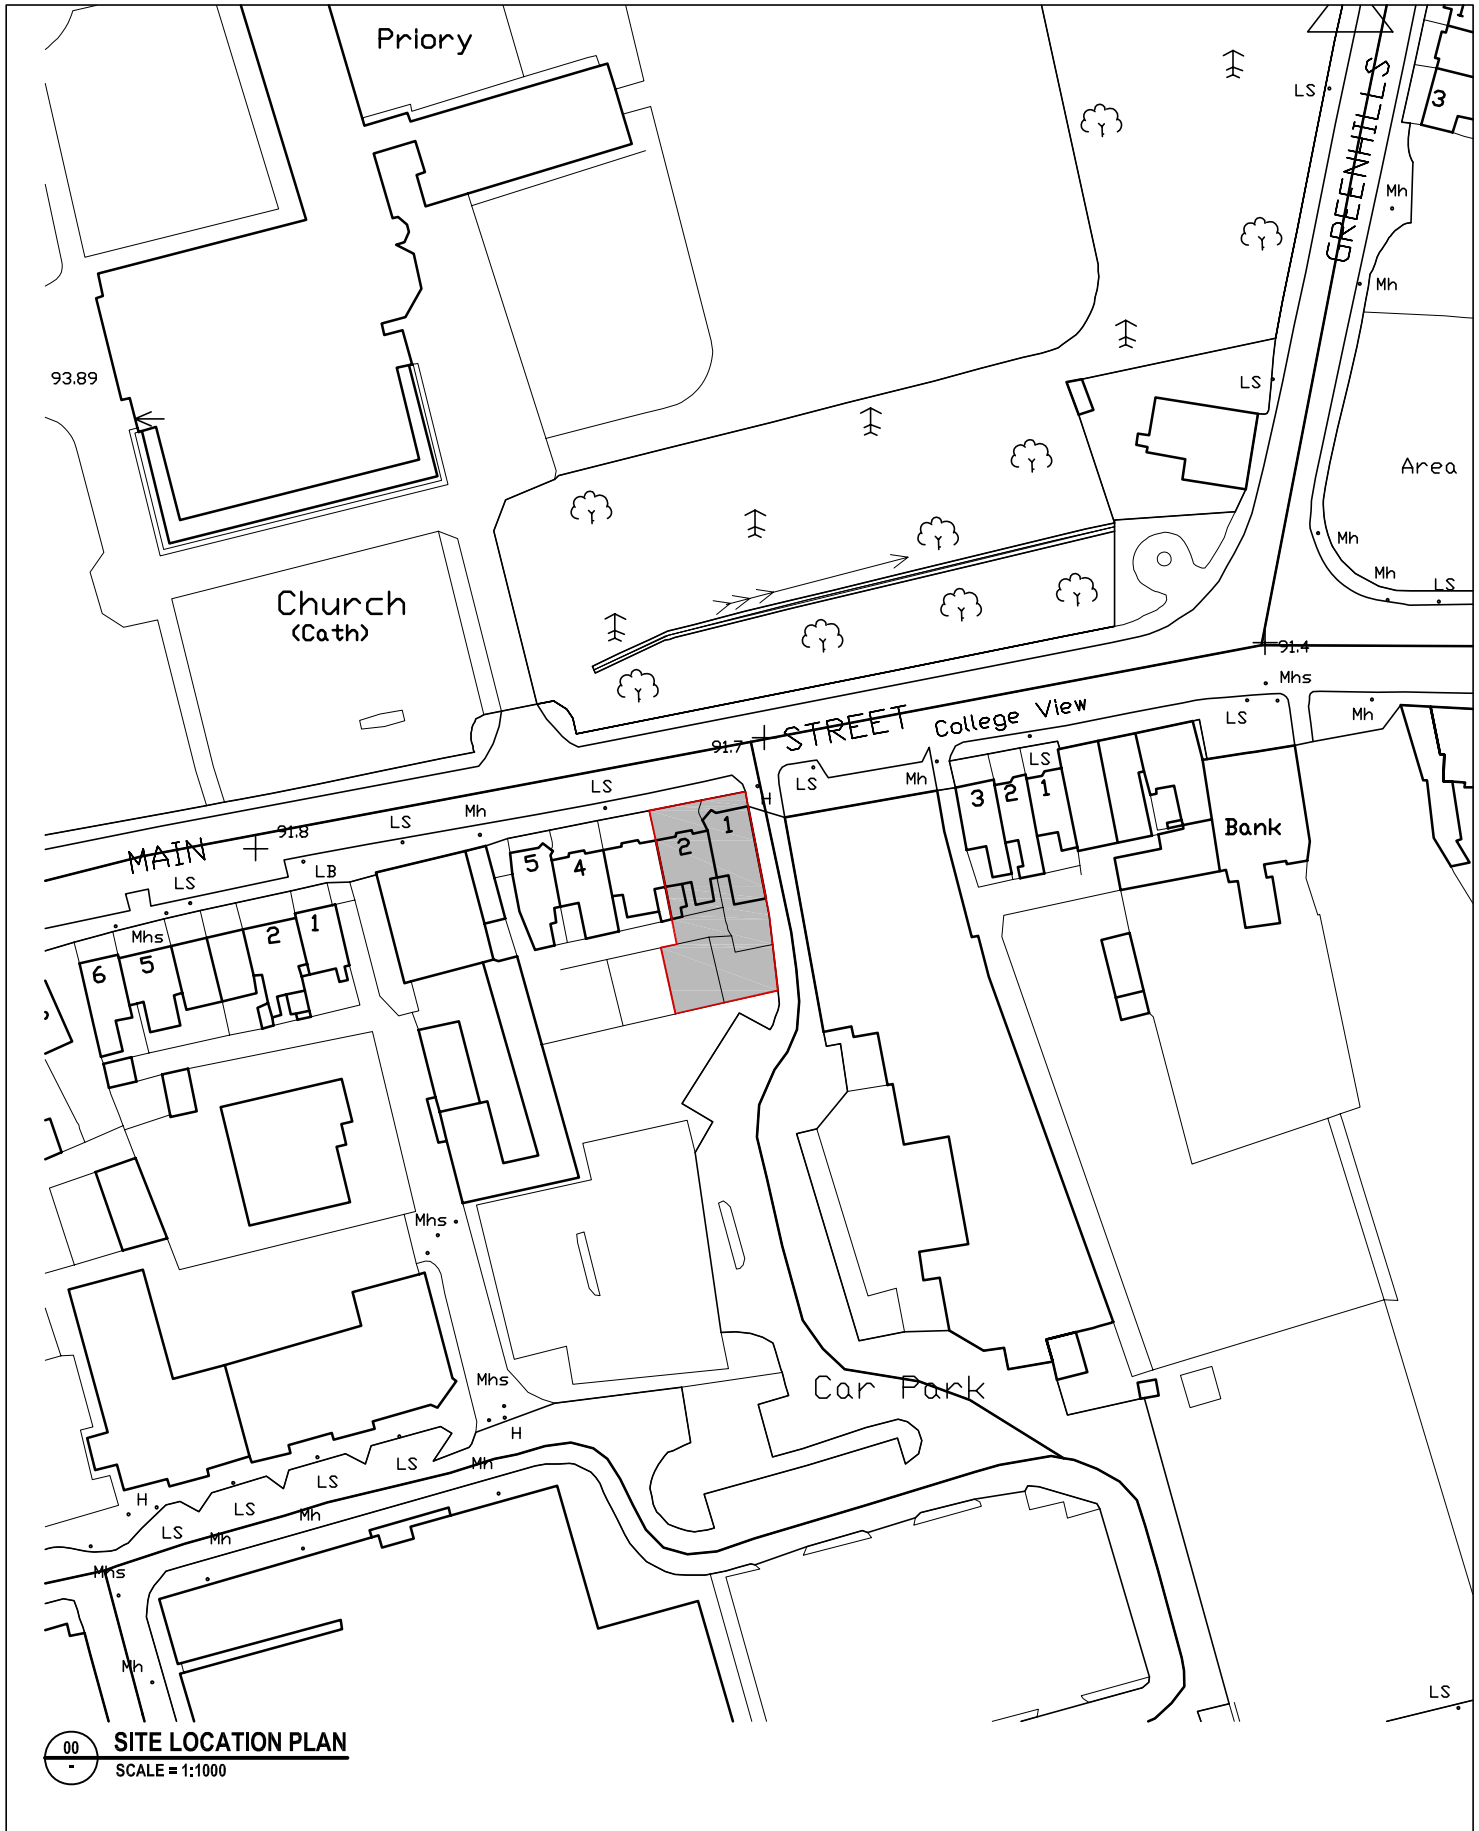 Priory
1
3
LS
GREENHILLS
Mh
Mh
93.89
LS
Area
Mh
Mh
LS
Church
(Cath)
91.4
Mhs
91.7
STREET
College View
LS
Mh
LS
LS
Mh
LS
H
3
2
1
Bank
MAIN
91.8
LS
Mh
LS
LB
5
4
2
1
LS
Mhs
6
5
2
1
Mhs
Mhs
Car Park
H
Mh
LS
LS
LS
LS
H
Mh
Mh
Mhs
Mh
LS
00
-
SITE LOCATION PLAN
SCALE = 1:1000